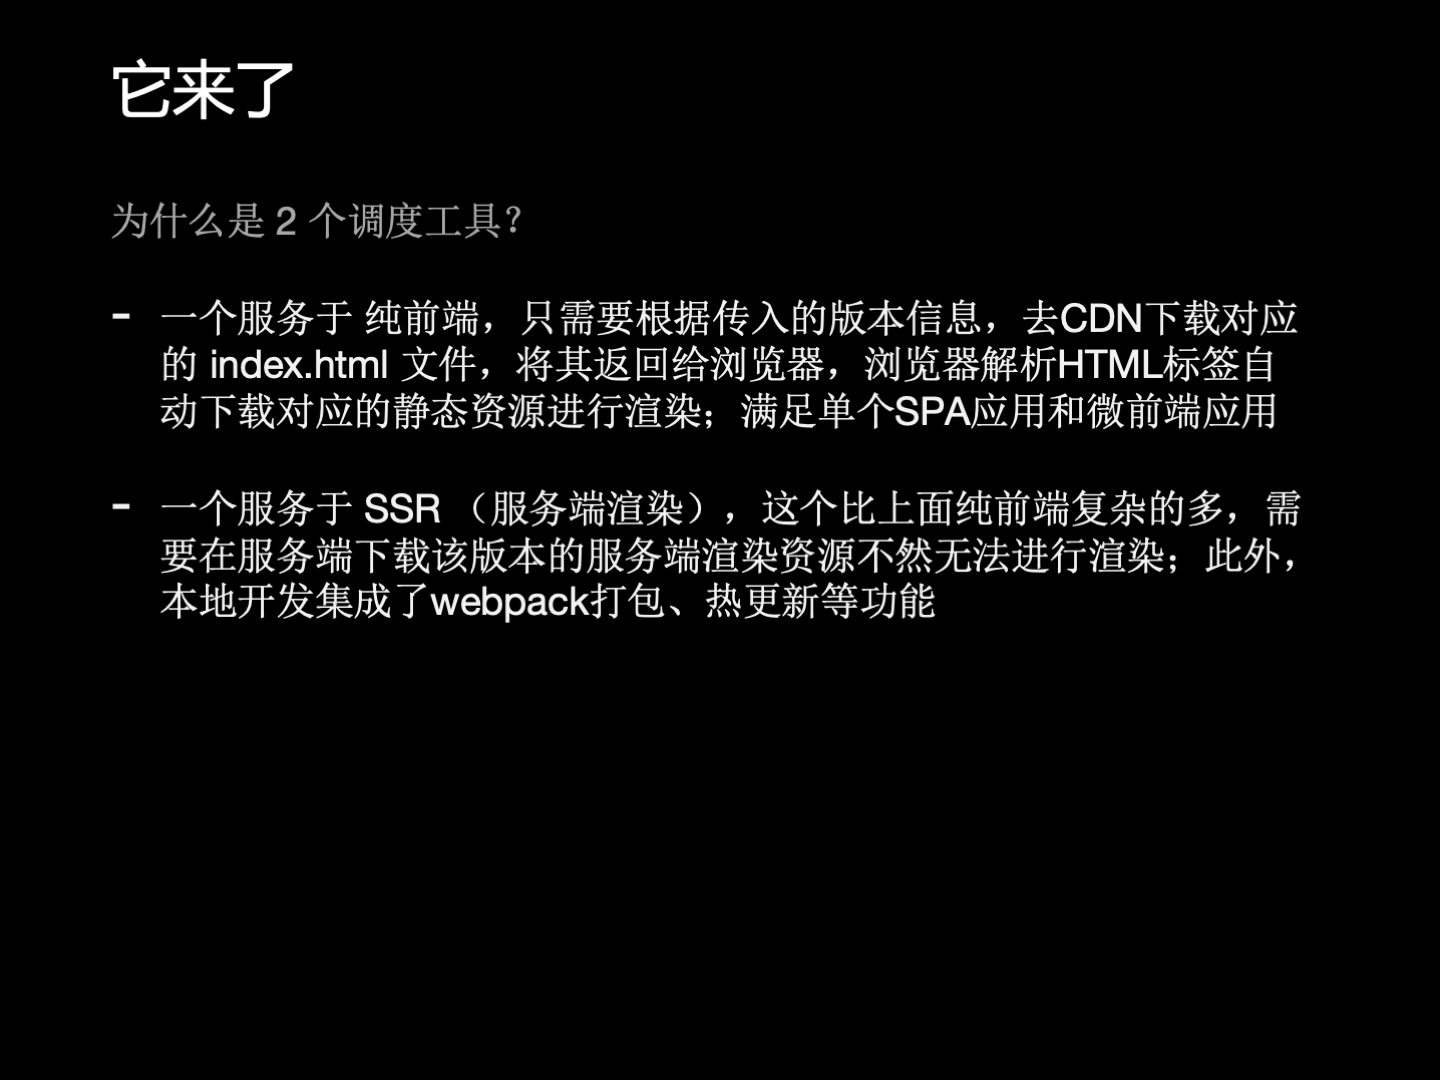 它来了
为什么是 2 个调度工具？
- 一个服务于 纯前端，只需要根据传入的版本信息，去CDN下载对应
的 index.html 文件，将其返回给浏览器，浏览器解析HTML标签自
动下载对应的静态资源进行渲染；满足单个SPA应用和微前端应用
- 一个服务于 SSR （服务端渲染），这个比上面纯前端复杂的多，需
要在服务端下载该版本的服务端渲染资源不然无法进行渲染；此外，
本地开发集成了webpack打包、热更新等功能